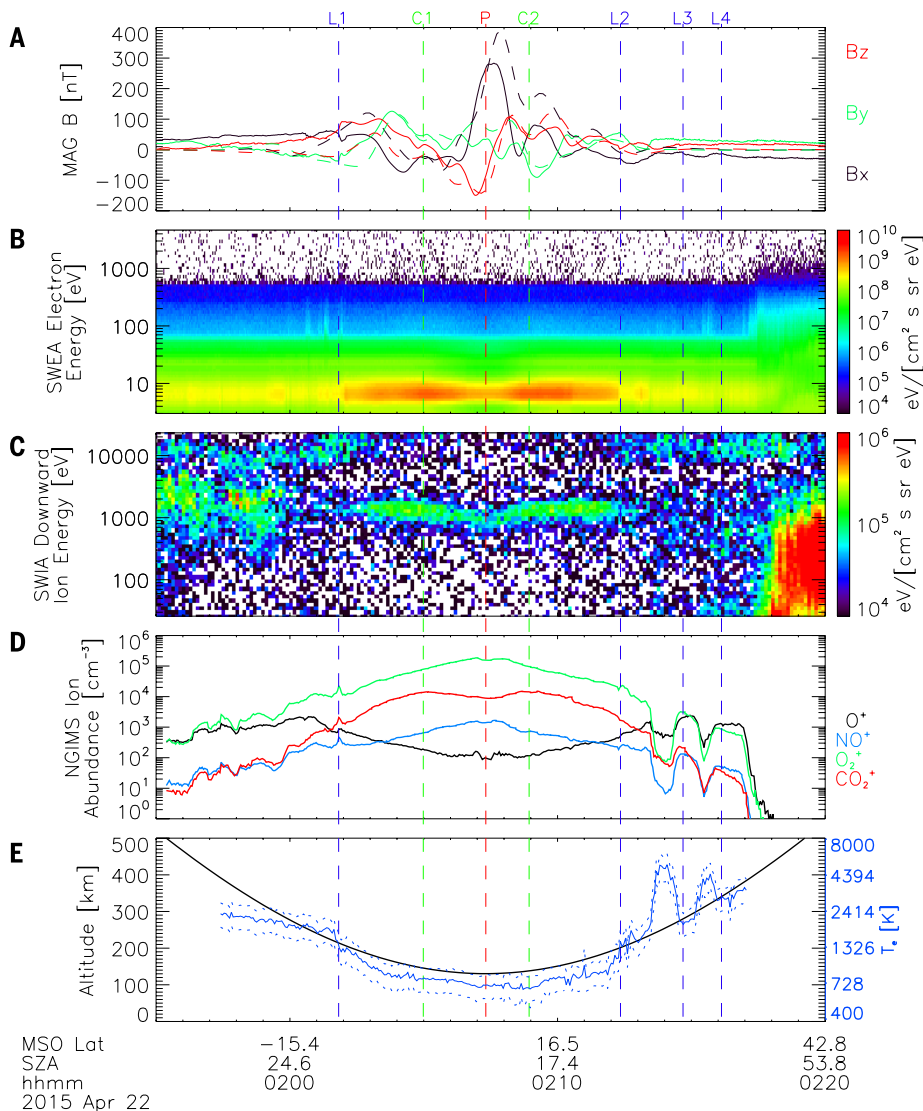 L1 C1 P C2 L2 L3 L4
A
400
300
200
100
0
−100
−200
MAG B [nT]
Bz
By
Bx
B
1000
100
10
SWEA Electron
Energy [eV]
10^10
10^9
10^8
10^7
10^6
10^5
10^4
eV/[cm² s sr eV]
C
10000
1000
100
SWIA Downward
Ion Energy [eV]
10^6
10^5
10^4
eV/[cm² s sr eV]
D
10^6
10^5
10^4
10^3
10^2
10^1
10^0
NGIMS Ion
Abundance [cm⁻³]
O⁺
NO⁺
O₂⁺
CO₂⁺
E
500
400
300
200
100
0
Altitude [km]
8000
4394
2414
1326
728
400
Tₑ [K]
MSO Lat −15.4 16.5 42.8
SZA 24.6 17.4 53.8
hhmm 0200 0210 0220
2015 Apr 22